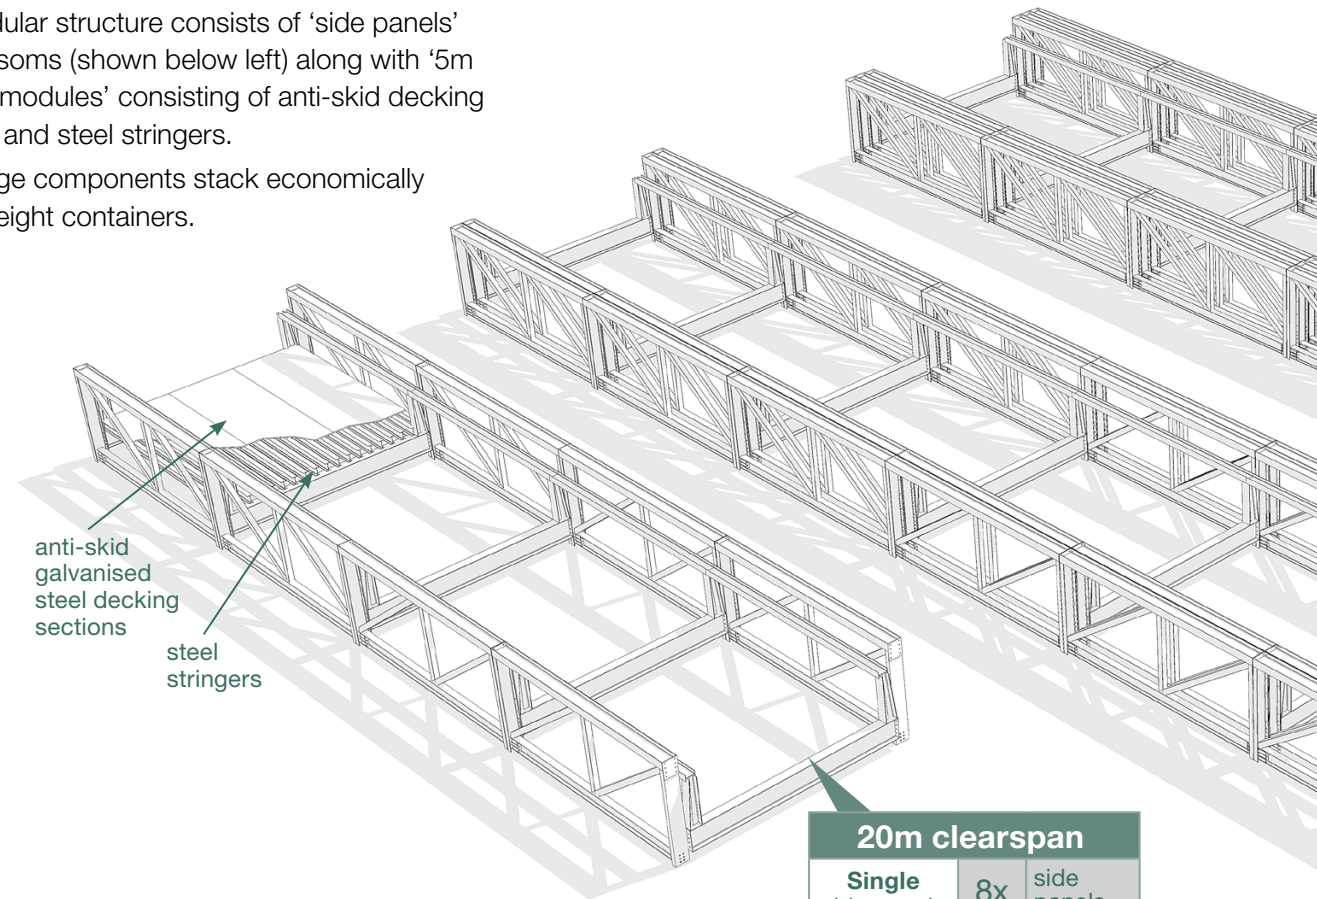 dular structure consists of ‘side panels’
soms (shown below left) along with ‘5m
modules’ consisting of anti-skid decking
and steel stringers.
ge components stack economically
eight containers.
anti-skid
galvanised
steel decking
sections
steel
stringers
20m clearspan
Single
8x
side
panels